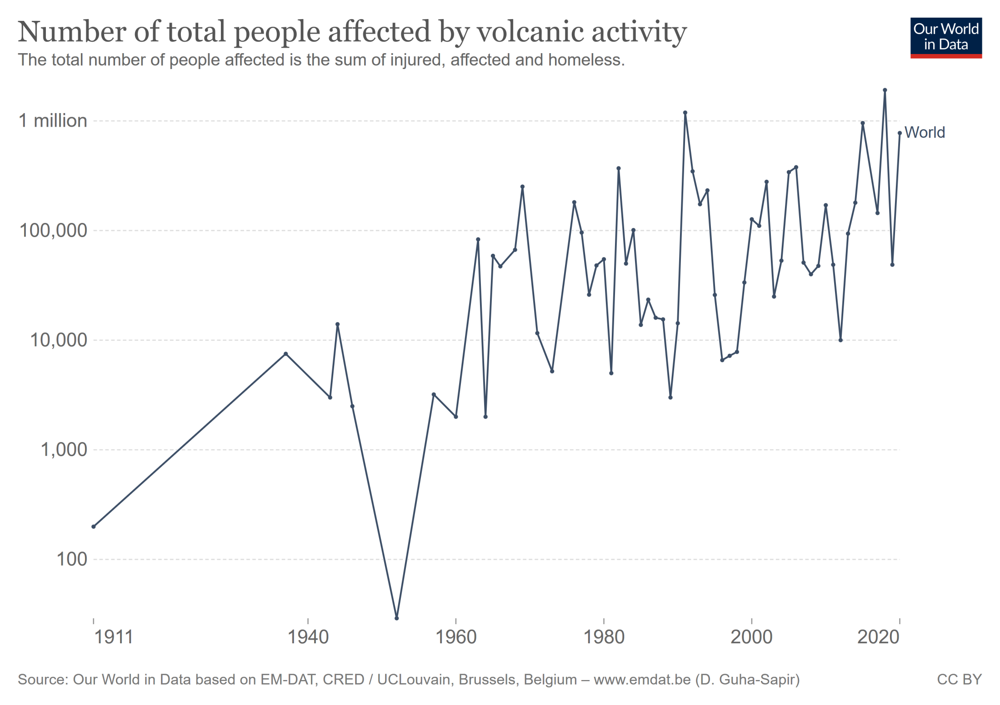 Number of total people affected by volcanic activity
The total number of people affected is the sum of injured, affected and homeless.
Our World
in Data
1 million
100,000
10,000
1,000
100
World
1911 1940 1960 1980 2000 2020
Source: Our World in Data based on EM-DAT, CRED / UCLouvain, Brussels, Belgium – www.emdat.be (D. Guha-Sapir)
CC BY